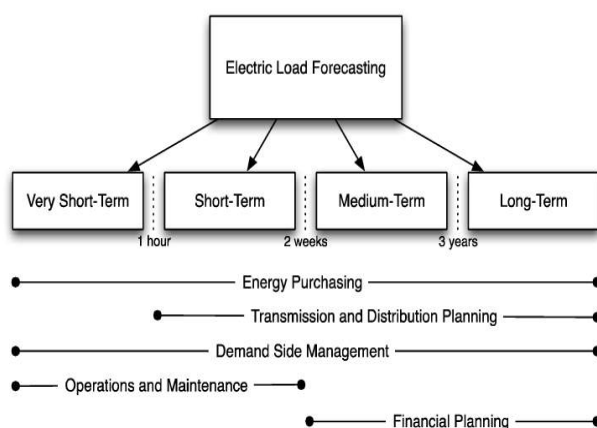 Electric Load Forecasting
Very Short-Term
Short-Term
Medium-Term
Long-Term
1 hour
2 weeks
3 years
Energy Purchasing
Transmission and Distribution Planning
Demand Side Management
Operations and Maintenance
Financial Planning